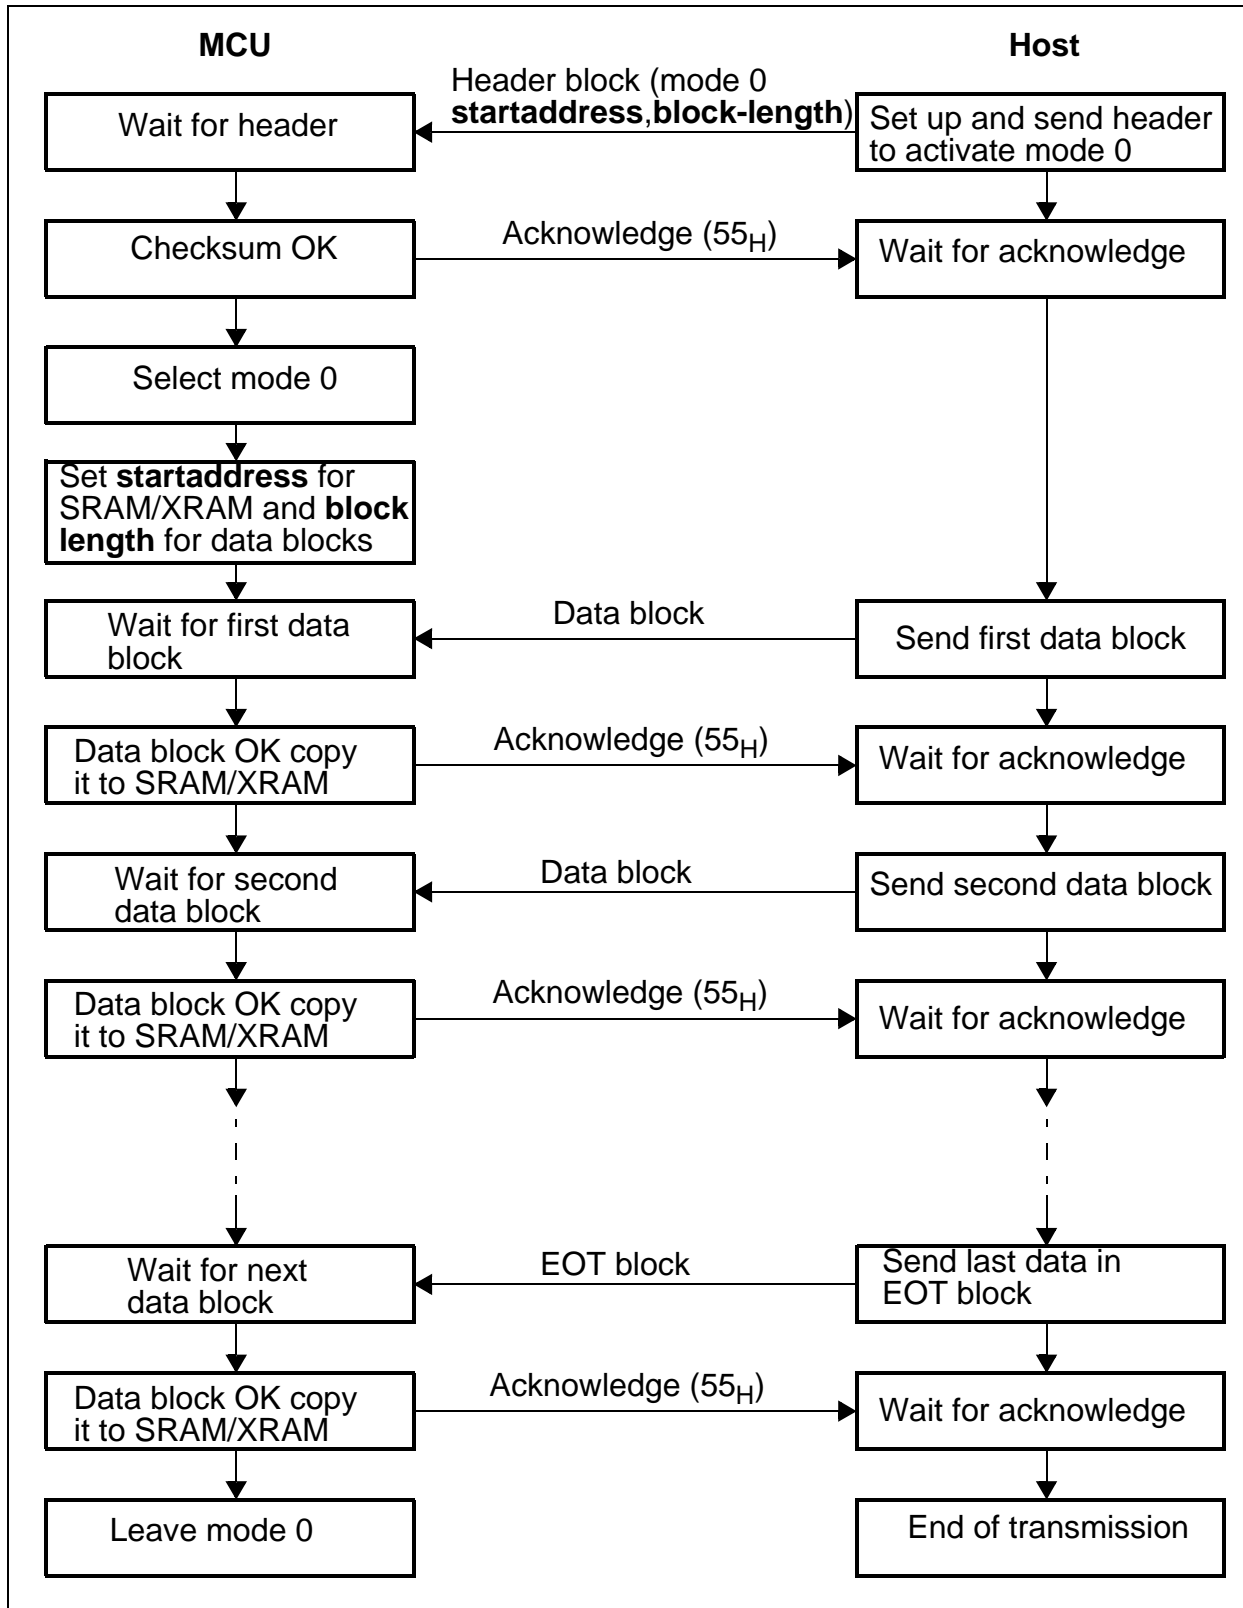 MCU
Host
Header block (mode 0
startaddress,block-length)
Wait for header
Set up and send header
to activate mode 0
Checksum OK
Acknowledge (55H)
Wait for acknowledge
Select mode 0
Set startaddress for
SRAM/XRAM and block
length for data blocks
Wait for first data
block
Data block
Send first data block
Data block OK copy
it to SRAM/XRAM
Acknowledge (55H)
Wait for acknowledge
Wait for second
data block
Data block
Send second data block
Data block OK copy
it to SRAM/XRAM
Acknowledge (55H)
Wait for acknowledge
Wait for next
data block
EOT block
Send last data in
EOT block
Data block OK copy
it to SRAM/XRAM
Acknowledge (55H)
Wait for acknowledge
Leave mode 0
End of transmission